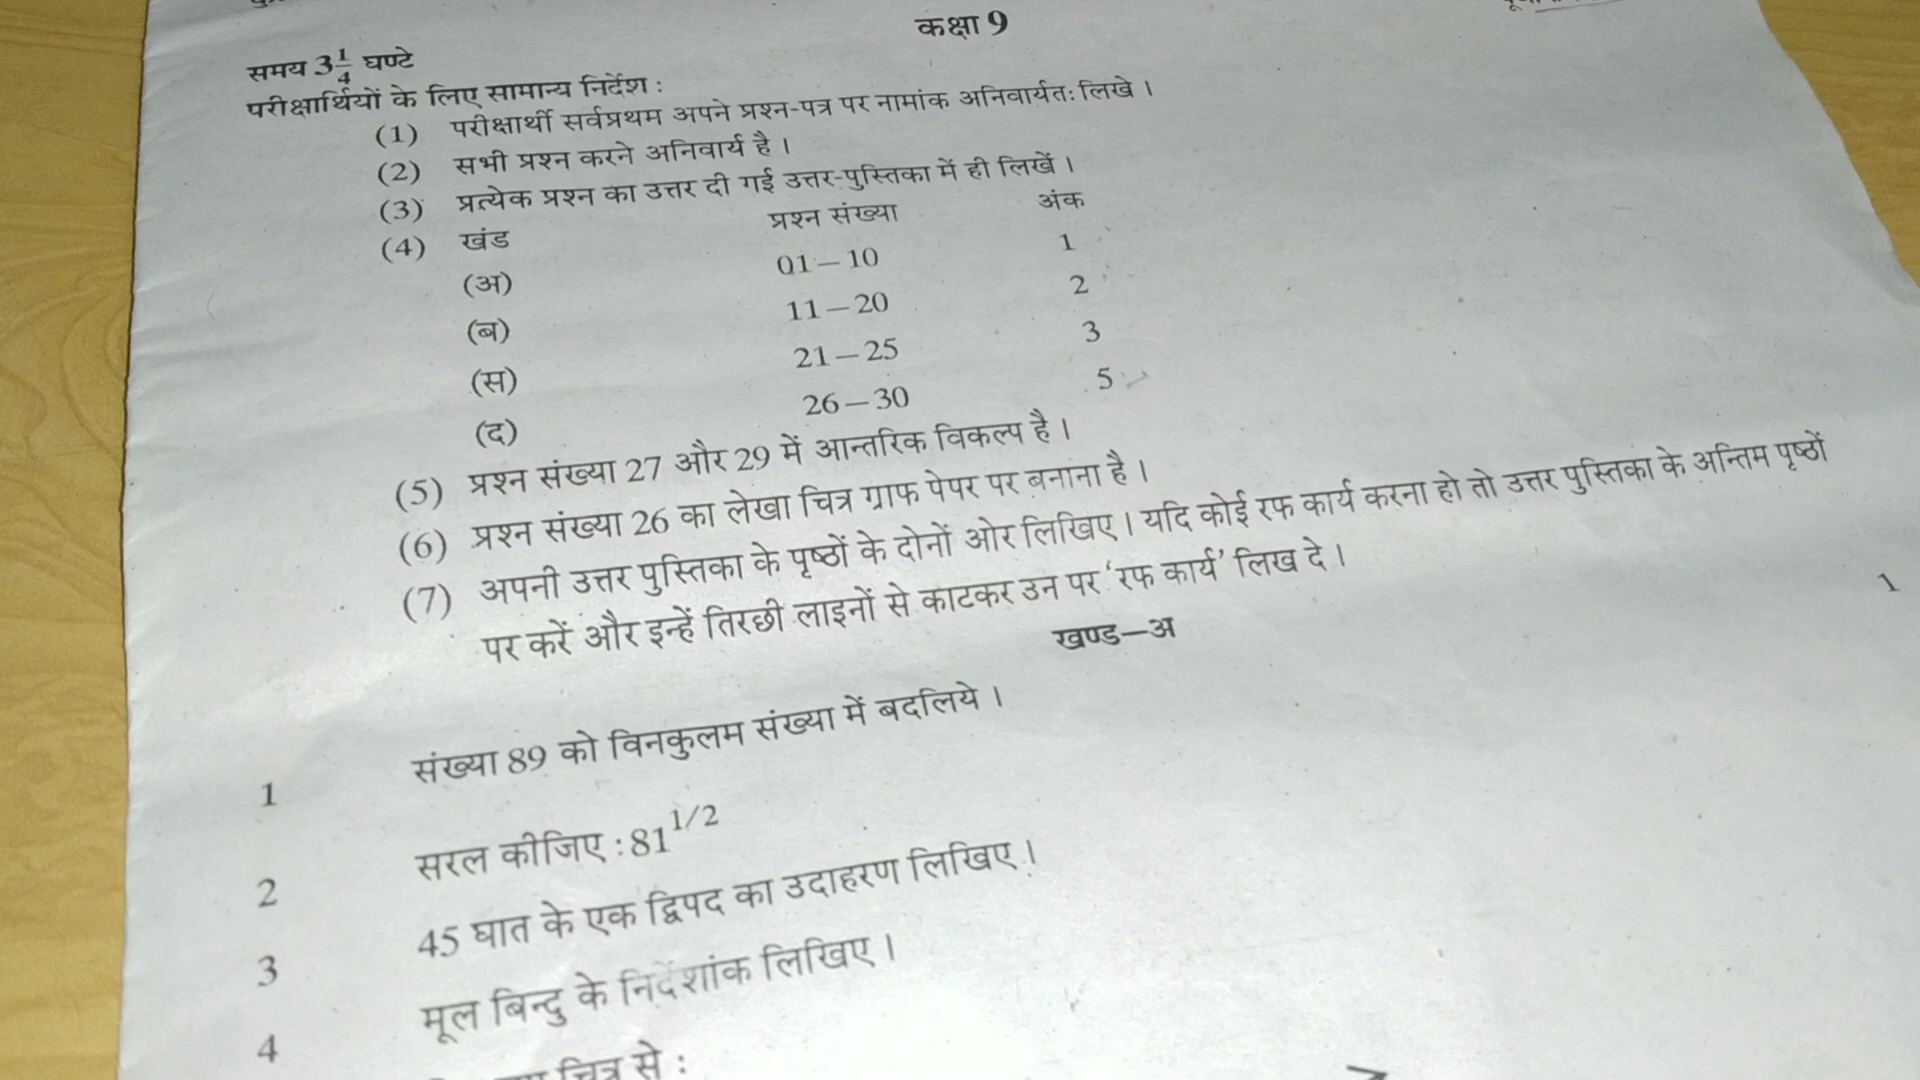 कक्षा 9
समय 3 1/4 घण्टे
परीक्षार्थियों के लिए सामान्य निर्देश :
(1) परीक्षार्थी सर्वप्रथम अपने प्रश्न-पत्र पर नामांक अनिवार्यतः लिखे ।
(2) सभी प्रश्न करने अनिवार्य है ।
(3) प्रत्येक प्रश्न का उत्तर दी गई उत्तर-पुस्तिका में ही लिखें ।
(4) खंड प्रश्न संख्या अंक
(अ) 01 – 10 1
(ब) 11 – 20 2
(स) 21 – 25 3
(द) 26 – 30 5
(5) प्रश्न संख्या 27 और 29 में आन्तरिक विकल्प है ।
(6) प्रश्न संख्या 26 का लेखा चित्र ग्राफ पेपर पर बनाना है ।
(7) अपनी उत्तर पुस्तिका के पृष्ठों के दोनों ओर लिखिए । यदि कोई रफ कार्य करना हो तो उत्तर पुस्तिका के अन्तिम पृष्ठों
पर करें और इन्हें तिरछी लाइनों से काटकर उन पर 'रफ कार्य' लिख दे ।
खण्ड–अ
1 संख्या 89 को विनकुलम संख्या में बदलिये । 1
2 सरल कीजिए : 81^1/2
3 45 घात के एक द्विपद का उदाहरण लिखिए ।
4 मूल बिन्दु के निर्देशांक लिखिए ।
चित्र से :